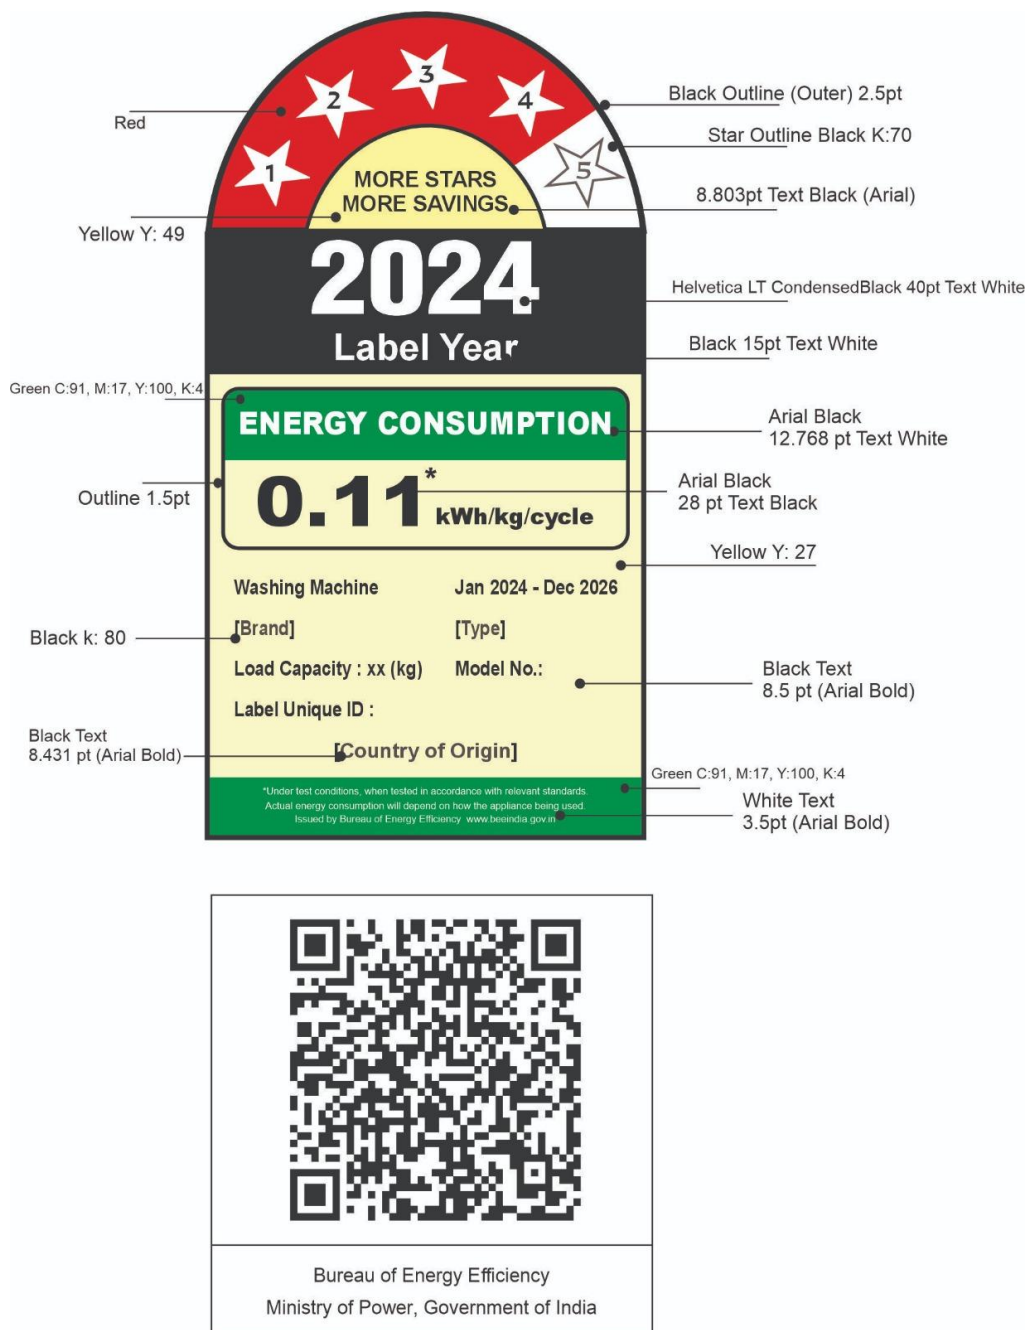 3
2
4
1
5
Black Outline (Outer) 2.5pt
Red
Star Outline Black K:70
MORE STARS
MORE SAVINGS
8.803pt Text Black (Arial)
Yellow Y: 49
2024
Helvetica LT CondensedBlack 40pt Text White
Label Year
Black 15pt Text White
Green C:91, M:17, Y:100, K:4
ENERGY CONSUMPTION
Arial Black
12.768 pt Text White
0.11* kWh/kg/cycle
Arial Black
28 pt Text Black
Outline 1.5pt
Yellow Y: 27
Washing Machine Jan 2024 - Dec 2026
[Brand] [Type]
Black k: 80
Load Capacity : xx (kg) Model No.:
Black Text
8.5 pt (Arial Bold)
Label Unique ID :
Black Text
8.431 pt (Arial Bold)
[Country of Origin]
Green C:91, M:17, Y:100, K:4
*Under test conditions, when tested in accordance with relevant standards.
Actual energy consumption will depend on how the appliance being used.
Issued by Bureau of Energy Efficiency www.beeindia.gov.in
White Text
3.5pt (Arial Bold)
Bureau of Energy Efficiency
Ministry of Power, Government of India